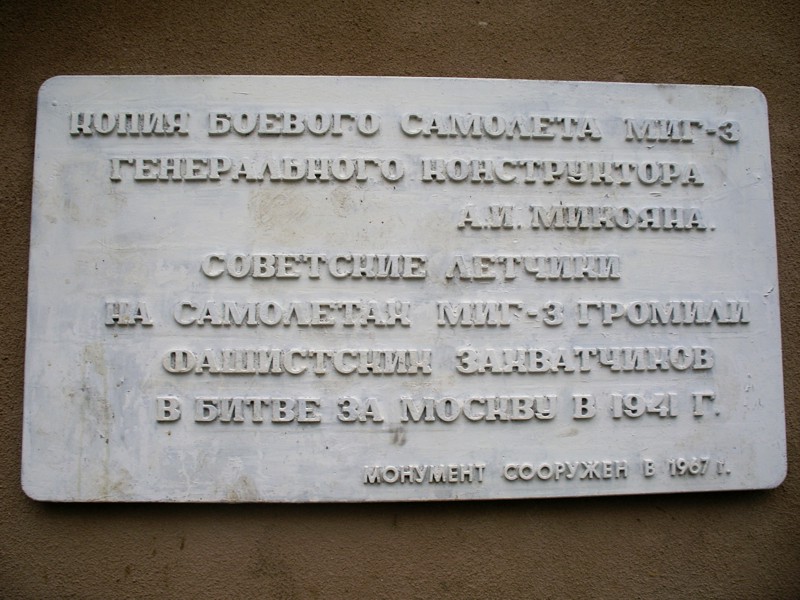 КОПИЯ БОЕВОГО САМОЛЕТА МИГ-3
ГЕНЕРАЛЬНОГО КОНСТРУКТОРА
А.И. МИКОЯНА.
СОВЕТСКИЕ ЛЕТЧИКИ
НА САМОЛЕТАХ МИГ-3 ГРОМИЛИ
ФАШИСТСКИХ ЗАХВАТЧИКОВ
В БИТВЕ ЗА МОСКВУ В 1941 Г.
МОНУМЕНТ СООРУЖЕН В 1967 г.